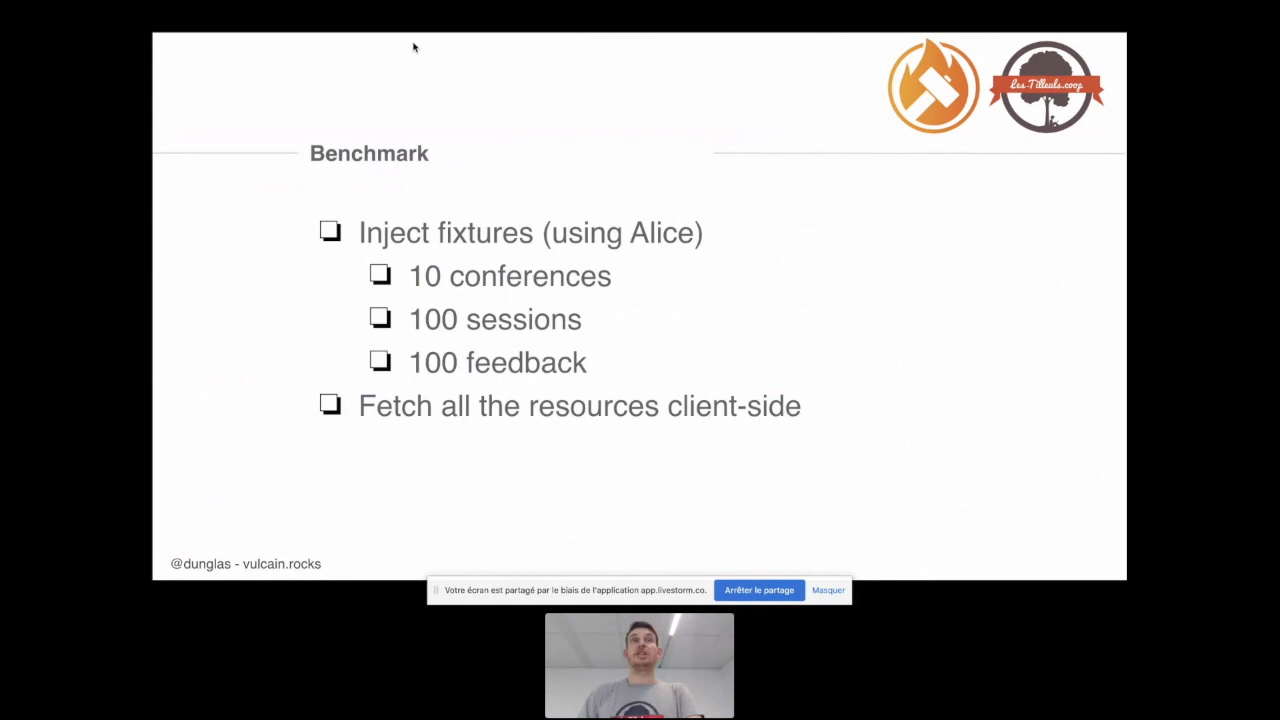 Les-Tilleuls.coop
Benchmark
Inject fixtures (using Alice)
10 conferences
100 sessions
100 feedback
Fetch all the resources client-side
@dunglas - vulcain.rocks
Votre écran est partagé par le biais de l'application app.livestorm.co.
Arrêter le partage
Masquer